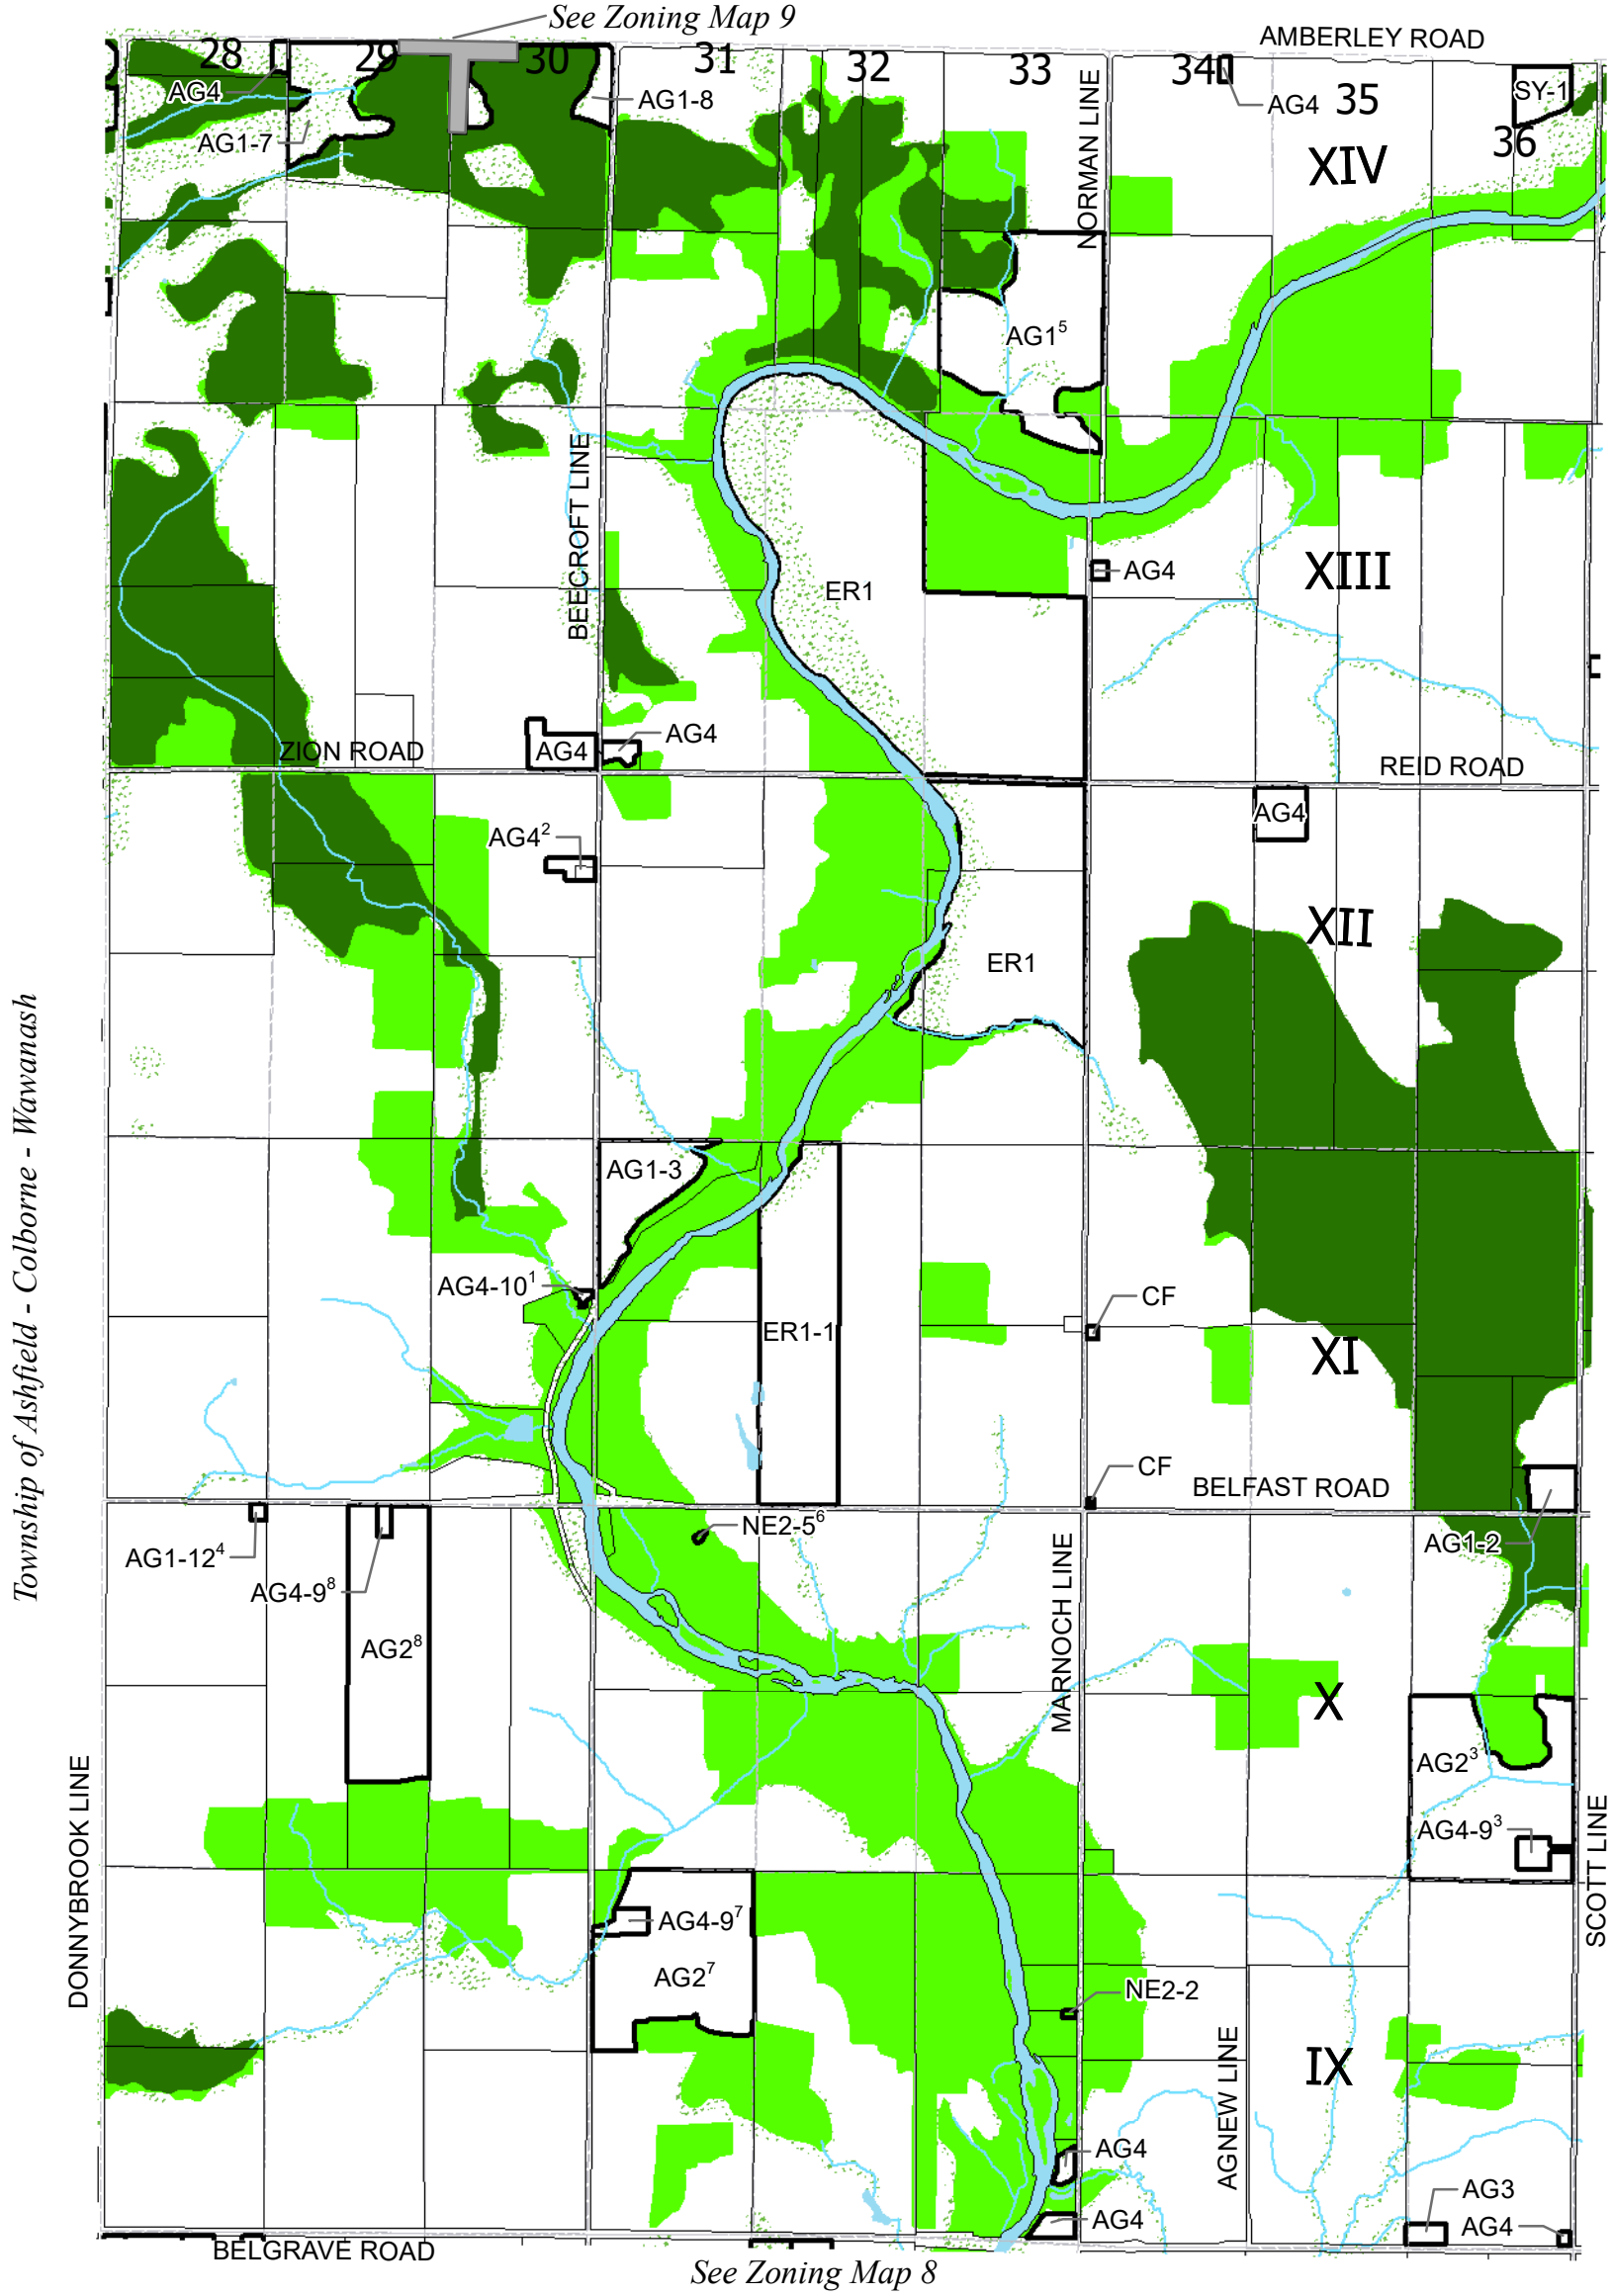 See Zoning Map 9
AMBERLEY ROAD
28
29
30
31
32
33
34
35
36
AG4
AG1-7
AG1-8
AG4
SY-1
XIV
NORMAN LINE
AG1⁵
BEECROFT LINE
ER1
AG4
XIII
ZION ROAD
AG4
AG4
REID ROAD
AG4²
AG4
XII
ER1
Township of Ashfield - Colborne - Wawanash
AG1-3
AG4-10¹
ER1-1
CF
XI
CF
BELFAST ROAD
AG1-12⁴
AG4-9⁸
NE2-5⁶
AG1-2
AG2⁸
MARNOCH LINE
X
AG2³
AG4-9³
DONNYBROOK LINE
SCOTT LINE
AG4-9⁷
AG2⁷
NE2-2
AGNEW LINE
IX
AG4
AG3
AG4
AG4
BELGRAVE ROAD
See Zoning Map 8